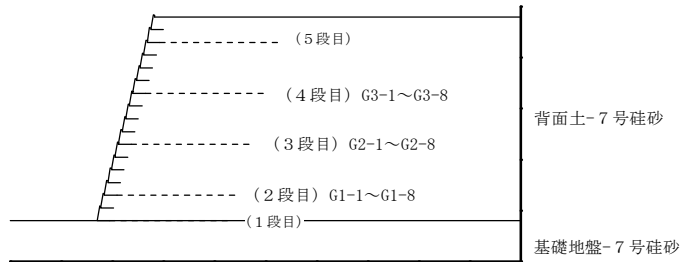 (5段目)
(4段目) G3-1～G3-8
背面土-7号硅砂
(3段目) G2-1～G2-8
(2段目) G1-1～G1-8
(1段目)
基礎地盤-7号硅砂